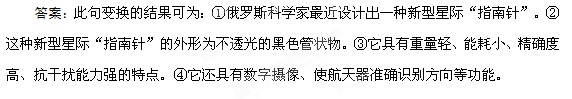 答案：此句变换的结果可为：①俄罗斯科学家最近设计出一种新型星际“指南针”。②
这种新型星际“指南针”的外形为不透光的黑色管状物。③它具有重量轻、能耗小、精确度
高、抗干扰能力强的特点。④它还具有数字摄像、使航天器准确识别方向等功能。